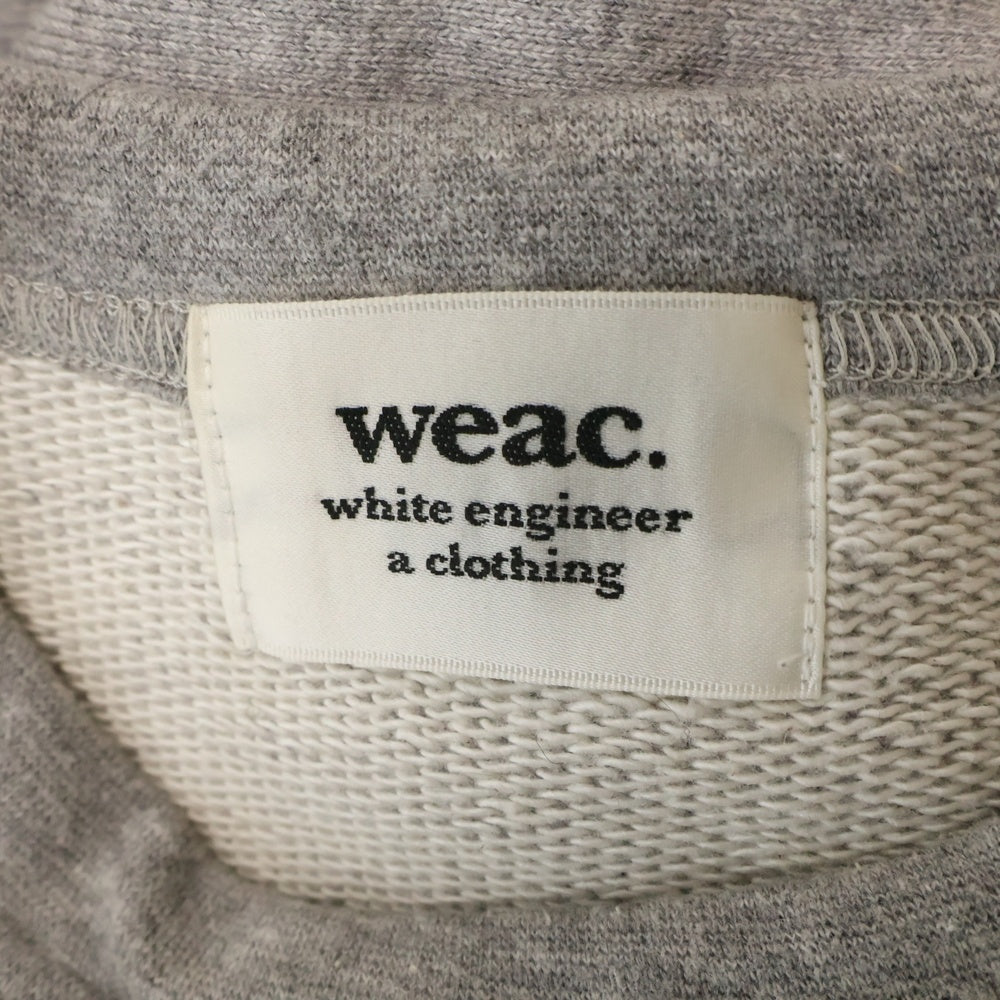 weac.
white engineer
a clothing